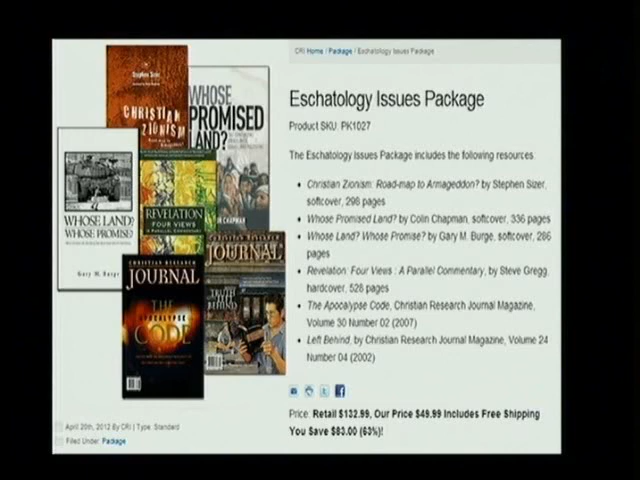 CRI Home / Package / Eschatology Issues Package
Eschatology Issues Package
Product SKU: PK1027
The Eschatology Issues Package includes the following resources.
Christian Zionism: Road-map to Armageddon? by Stephen Sizer,
softcover, 298 pages
Whose Promised Land? by Colin Chapman, softcover, 336 pages
Whose Land? Whose Promise? by Gary M. Burge, softcover, 286
pages
Revelation: Four Views : A Parallel Commentary, by Steve Gregg,
hardcover, 528 pages
The Apocalypse Code, Christian Research Journal Magazine,
Volume 30 Number 02 (2007)
Left Behind, by Christian Research Journal Magazine, Volume 24
Number 04 (2002)
Price: Retail $132.99, Our Price $49.99 Includes Free Shipping
You Save $83.00 (63%)!
Stephen Sizer
CHRISTIAN
ZIONISM
WHOSE
PROMISED
LAND?
CHAPMAN
WHOSE LAND?
WHOSE PROMISE?
Gary M. Burge
REVELATION
FOUR VIEWS
A PARALLEL COMMENTARY
JOURNAL
TRUTH
LEFT
BEHIND
CHRISTIAN RESEARCH
JOURNAL
THE
APOCALYPSE
CODE
April 20th, 2012 By CRI | Type: Standard
Filed Under: Package